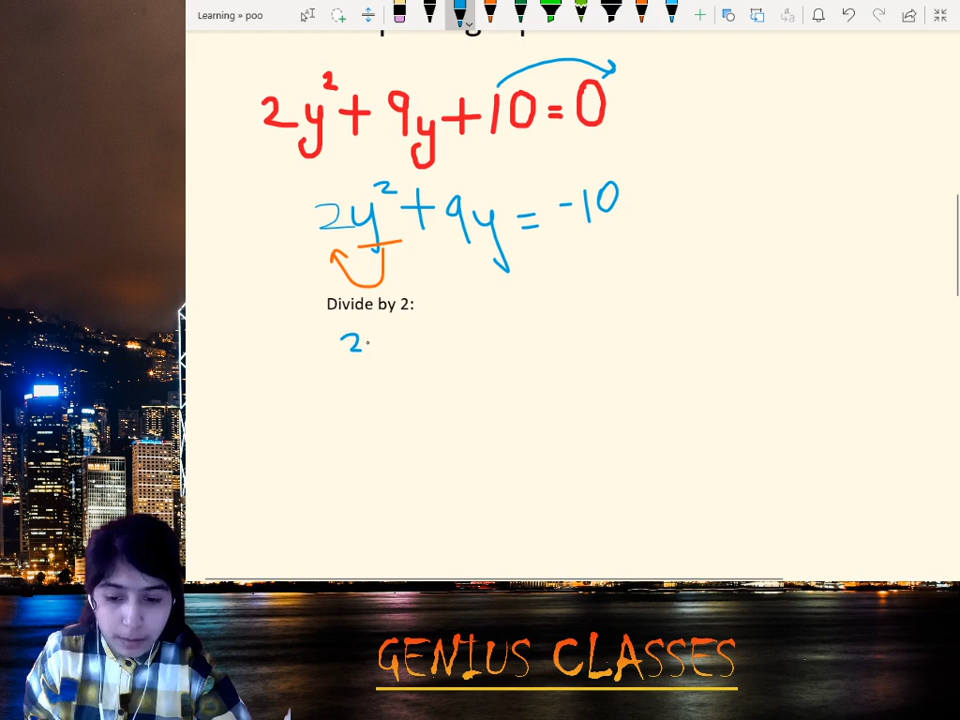 Learning » poo
2y² + 9y + 10 = 0
2y² + 9y = -10
Divide by 2:
2
GENIUS CLASSES